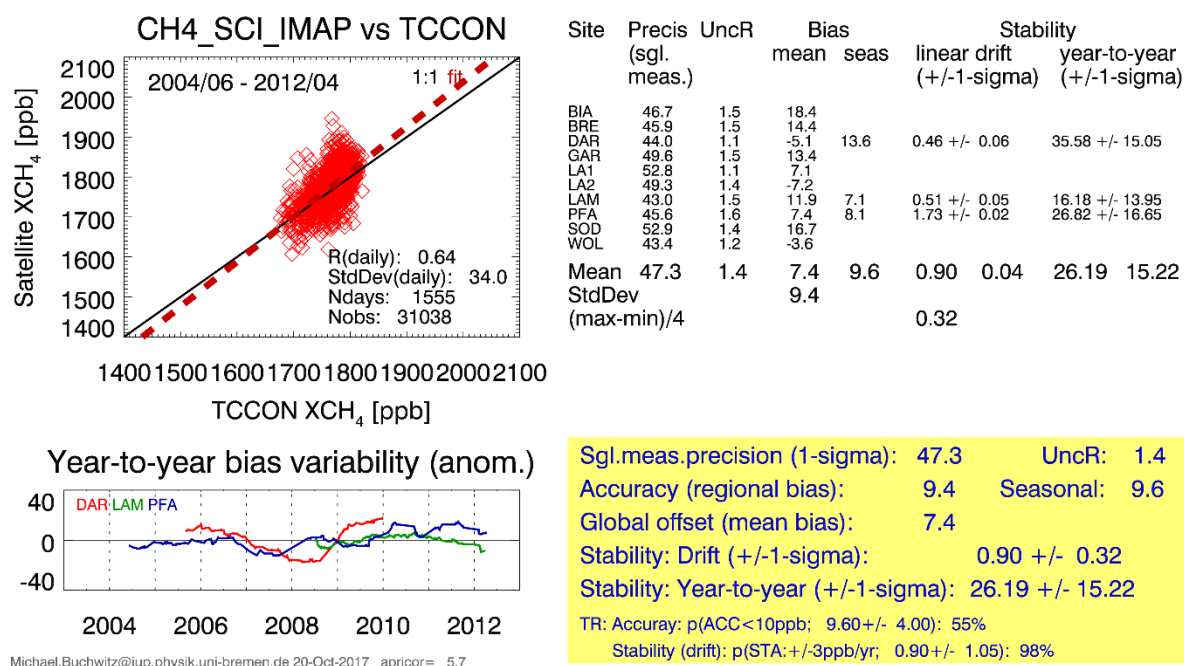 CH4_SCI_IMAP vs TCCON
2100
2000
1900
1800
1700
1600
1500
1400
Satellite XCH4 [ppb]
2004/06 - 2012/04
1:1 fit
R(daily): 0.64
StdDev(daily): 34.0
Ndays: 1555
Nobs: 31038
1400 1500 1600 1700 1800 1900 2000 2100
TCCON XCH4 [ppb]
Site Precis UncR Bias Stability
(sgl. mean seas linear drift year-to-year
meas.) (+/-1-sigma) (+/-1-sigma)
BIA 46.7 1.5 18.4
BRE 45.9 1.5 14.4
DAR 44.0 1.1 -5.1 13.6 0.46 +/- 0.06 35.58 +/- 15.05
GAR 49.6 1.5 13.4
LA1 52.8 1.1 7.1
LA2 49.3 1.4 -7.2
LAM 43.0 1.5 11.9 7.1 0.51 +/- 0.05 16.18 +/- 13.95
PFA 45.6 1.6 7.4 8.1 1.73 +/- 0.02 26.82 +/- 16.65
SOD 52.9 1.4 16.7
WOL 43.4 1.2 -3.6
Mean 47.3 1.4 7.4 9.6 0.90 0.04 26.19 15.22
StdDev 9.4
(max-min)/4 0.32
Year-to-year bias variability (anom.)
40
0
-40
DAR LAM PFA
2004 2006 2008 2010 2012
Sgl.meas.precision (1-sigma): 47.3 UncR: 1.4
Accuracy (regional bias): 9.4 Seasonal: 9.6
Global offset (mean bias): 7.4
Stability: Drift (+/-1-sigma): 0.90 +/- 0.32
Stability: Year-to-year (+/-1-sigma): 26.19 +/- 15.22
TR: Accuray: p(ACC<10ppb; 9.60+/- 4.00): 55%
Stability (drift): p(STA:+/-3ppb/yr; 0.90+/- 1.05): 98%
Michael.Buchwitz@iup.physik.uni-bremen.de 20-Oct-2017 apricor= 5.7